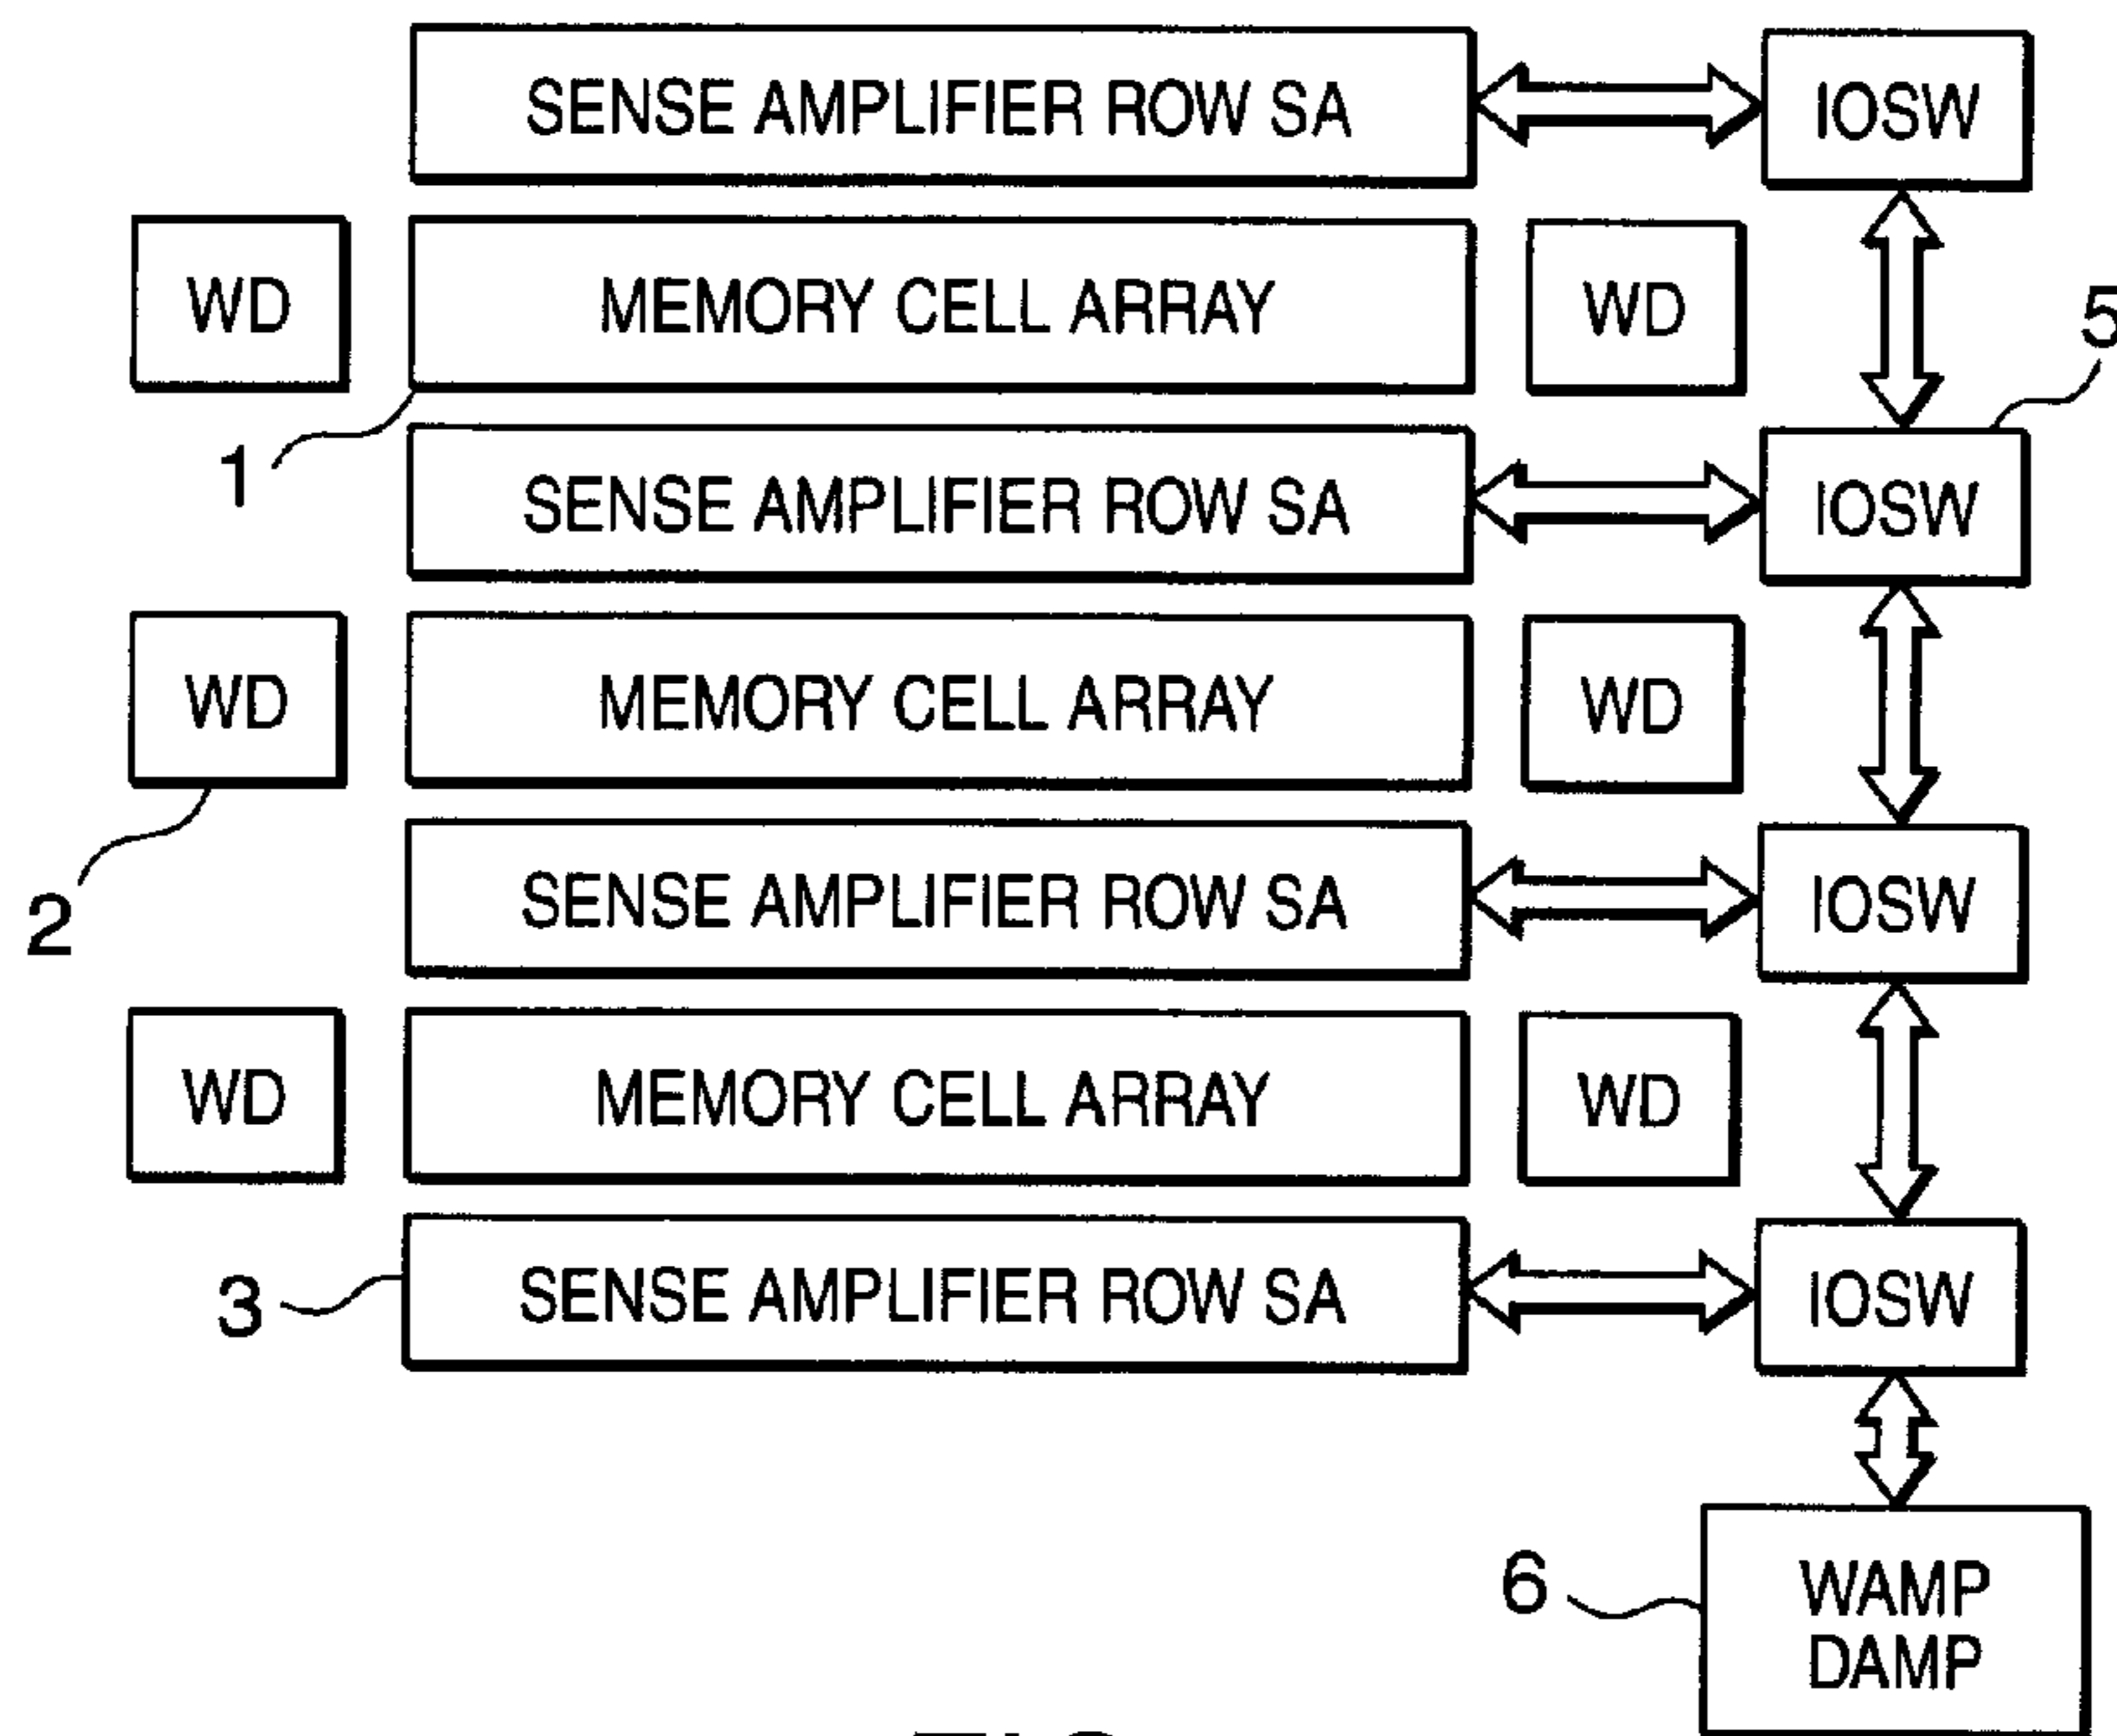 SENSE AMPLIFIER ROW SA IOSW
WD MEMORY CELL ARRAY WD
5
1
SENSE AMPLIFIER ROW SA IOSW
WD MEMORY CELL ARRAY WD
2
SENSE AMPLIFIER ROW SA IOSW
WD MEMORY CELL ARRAY WD
3 SENSE AMPLIFIER ROW SA IOSW
6
WAMP
DAMP